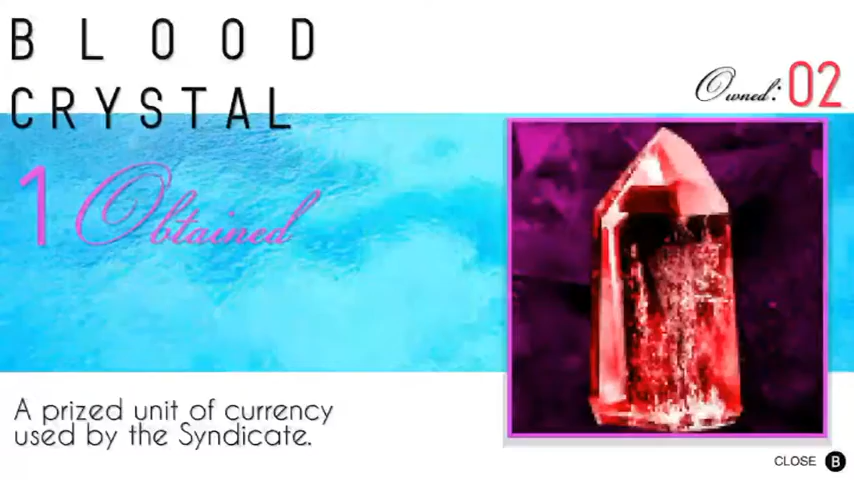 BLOOD
CRYSTAL
Owned: 02
1 Obtained
A prized unit of currency
used by the Syndicate.
CLOSE B